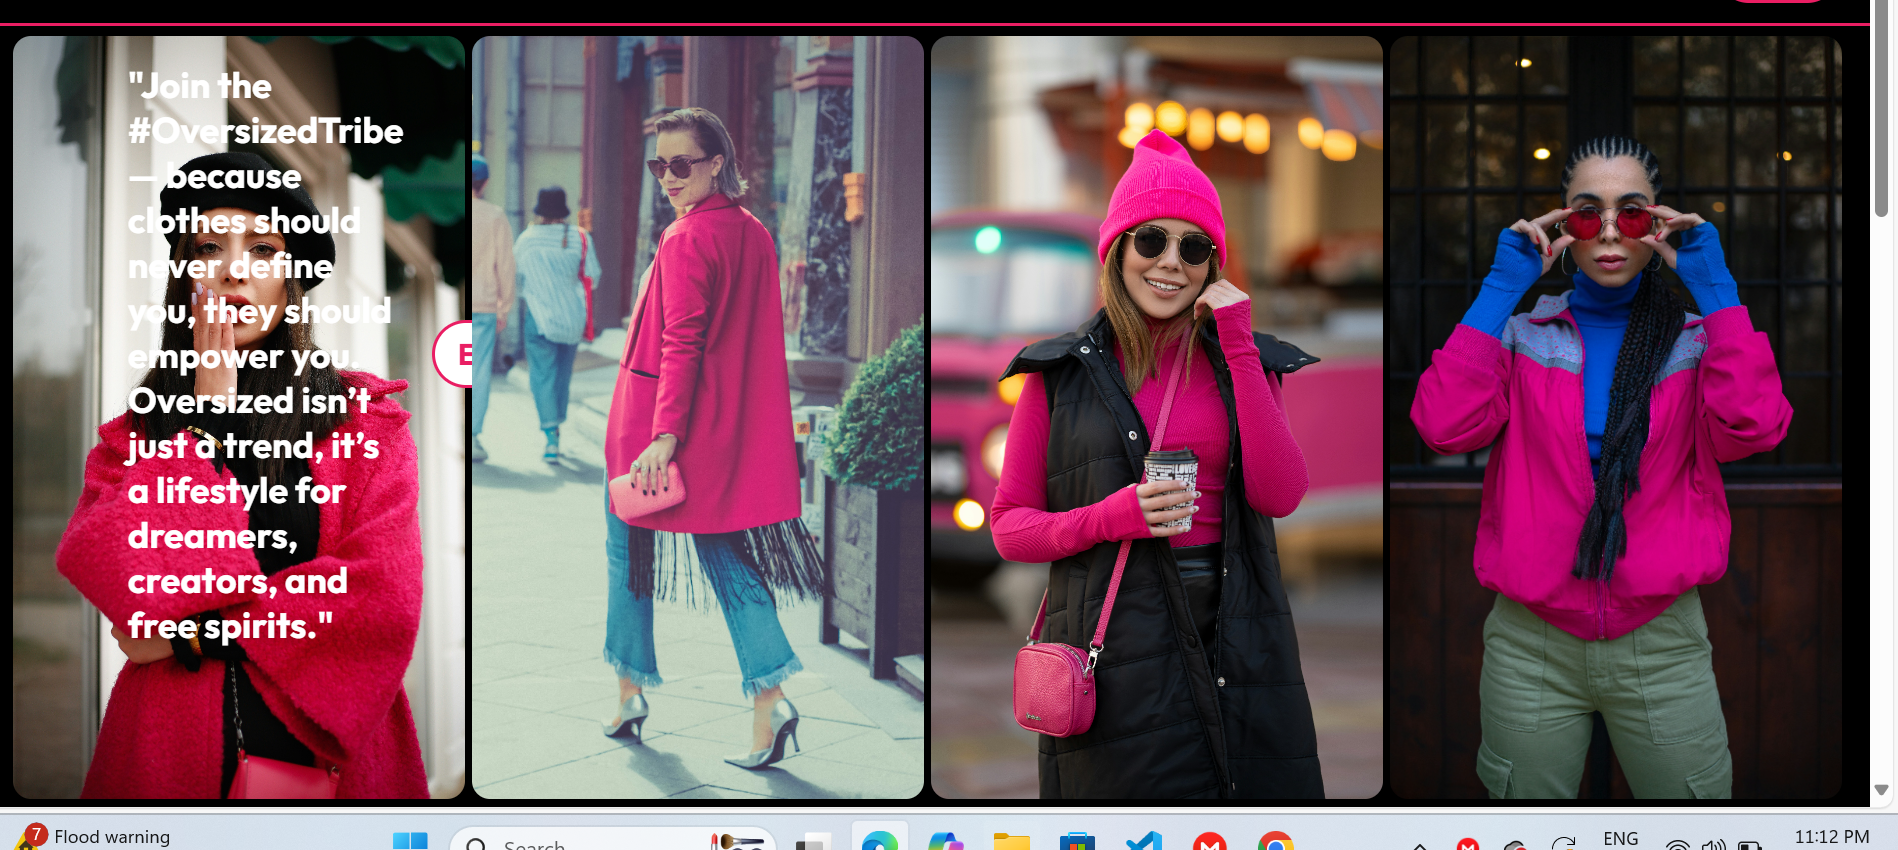 "Join the
#OversizedTribe
— because
clothes should
never define
you, they should
empower you.
Oversized isn’t
just a trend, it’s
a lifestyle for
dreamers,
creators, and
free spirits."
E
LOVE
7
Flood warning
Search
ENG
11:12 PM